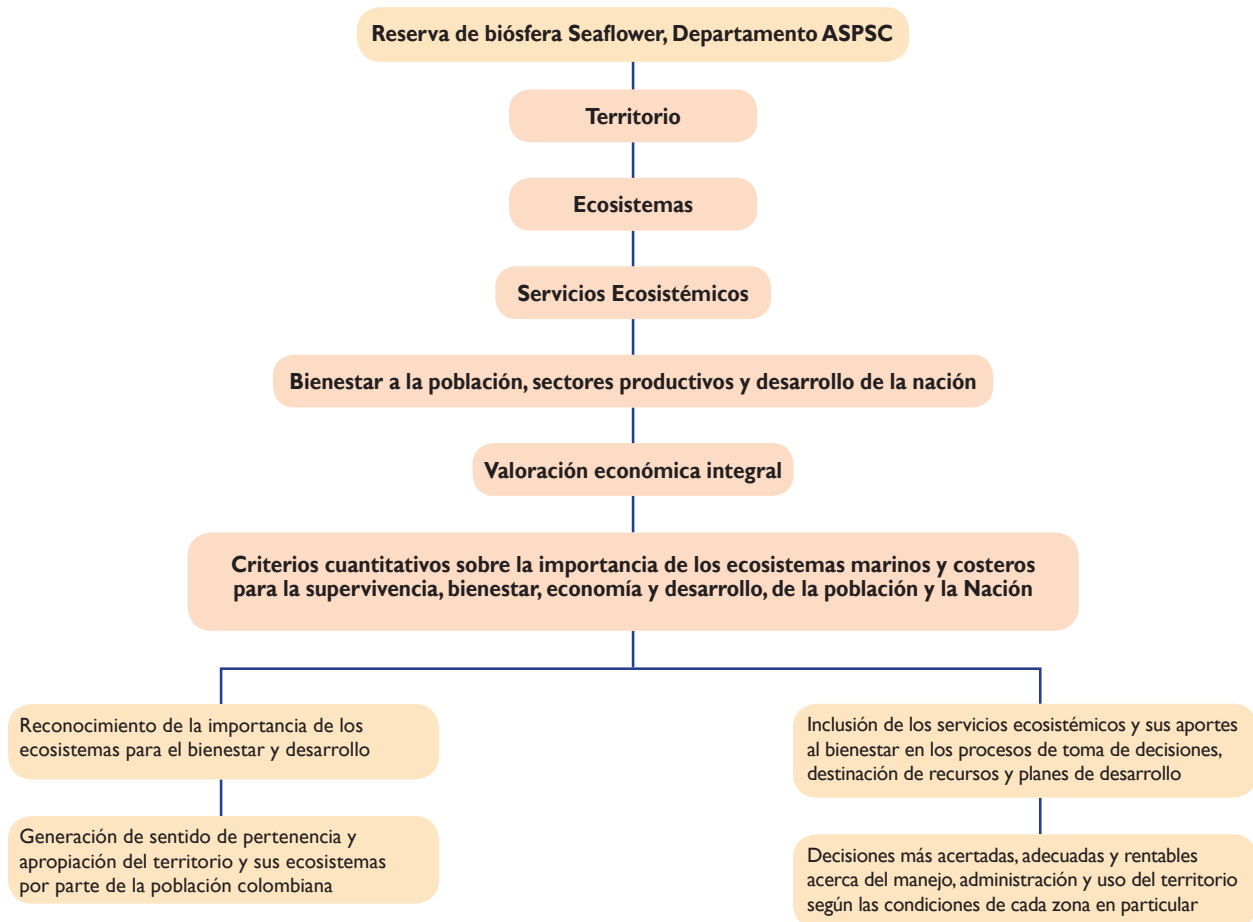 Reserva de biósfera Seaflower, Departamento ASPSC
Territorio
Ecosistemas
Servicios Ecosistémicos
Bienestar a la población, sectores productivos y desarrollo de la nación
Valoración económica integral
Criterios cuantitativos sobre la importancia de los ecosistemas marinos y costeros
para la supervivencia, bienestar, economía y desarrollo, de la población y la Nación
Reconocimiento de la importancia de los
ecosistemas para el bienestar y desarrollo
Generación de sentido de pertenencia y
apropiación del territorio y sus ecosistemas
por parte de la población colombiana
Inclusión de los servicios ecosistémicos y sus aportes
al bienestar en los procesos de toma de decisiones,
destinación de recursos y planes de desarrollo
Decisiones más acertadas, adecuadas y rentables
acerca del manejo, administración y uso del territorio
según las condiciones de cada zona en particular